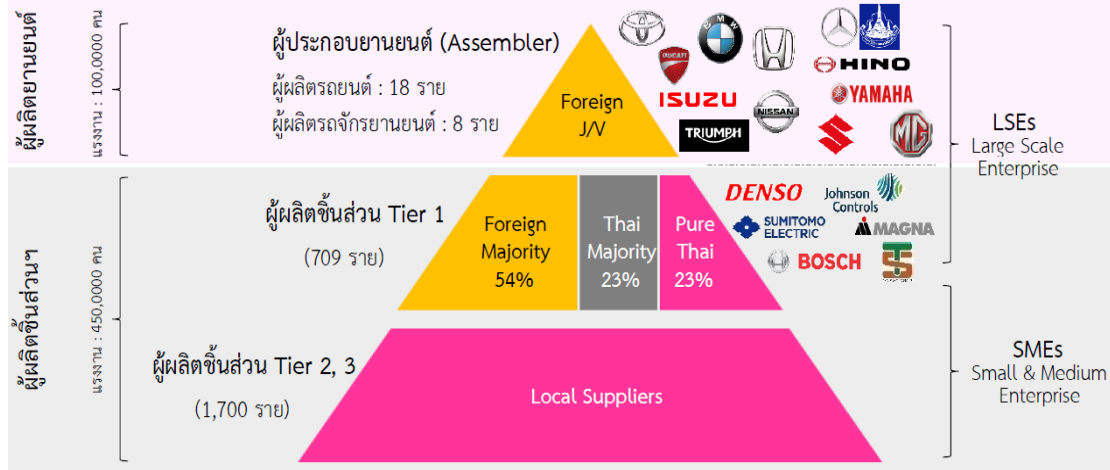 ผู้ผลิตยานยนต์
แรงงาน : 100,0000 คน
ผู้ประกอบยานยนต์ (Assembler)
ผู้ผลิตรถยนต์ : 18 ราย
ผู้ผลิตรถจักรยานยนต์ : 8 ราย
Foreign
J/V
BMW
DUCATI
HINO
ISUZU
NISSAN
YAMAHA
TRIUMPH
MG
LSEs
Large Scale
Enterprise
ผู้ผลิตชิ้นส่วนฯ
แรงงาน : 450,0000 คน
ผู้ผลิตชิ้นส่วน Tier 1
(709 ราย)
Foreign
Majority
54%
Thai
Majority
23%
Pure
Thai
23%
DENSO
Johnson
Controls
SUMITOMO
ELECTRIC
MAGNA
BOSCH
ผู้ผลิตชิ้นส่วน Tier 2, 3
(1,700 ราย)
Local Suppliers
SMEs
Small & Medium
Enterprise